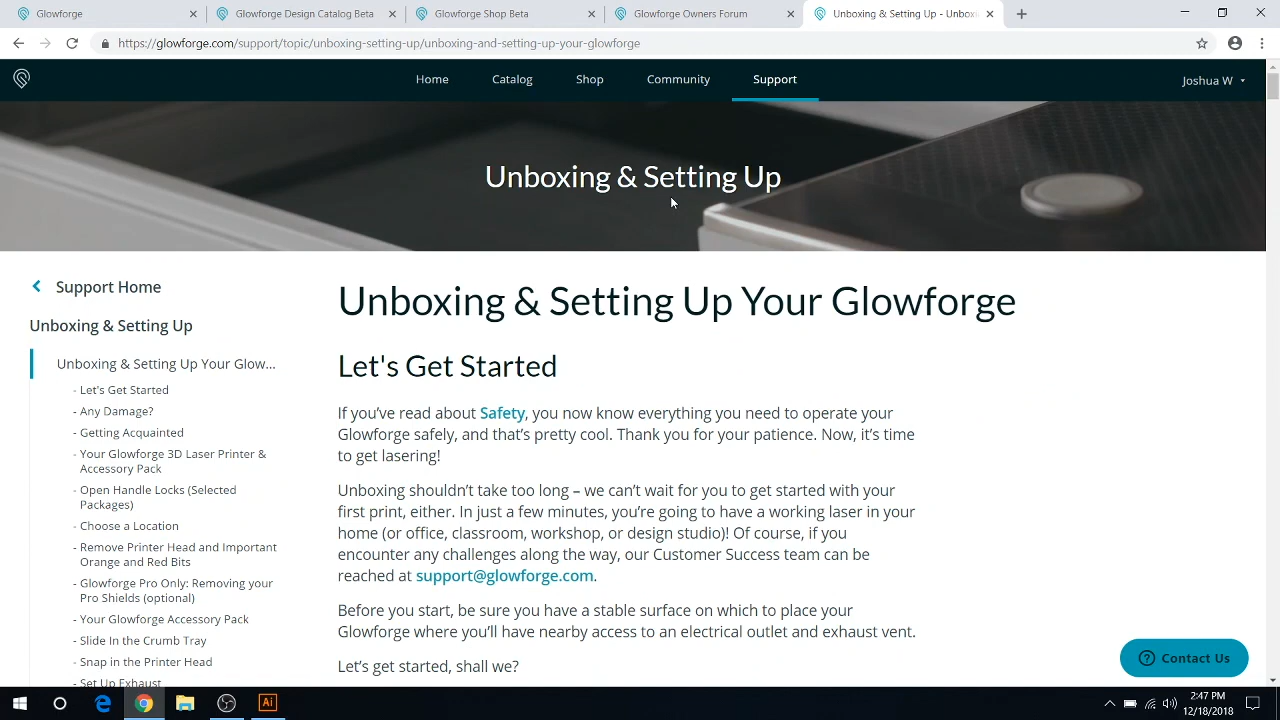 Glowforge
Glowforge Design Catalog Beta
Glowforge Shop Beta
Glowforge Owners Forum
Unboxing & Setting Up - Unboxi
https://glowforge.com/support/topic/unboxing-setting-up/unboxing-and-setting-up-your-glowforge
Home
Catalog
Shop
Community
Support
Joshua W
Unboxing & Setting Up
Support Home
Unboxing & Setting Up
Unboxing & Setting Up Your Glow...
- Let's Get Started
- Any Damage?
- Getting Acquainted
- Your Glowforge 3D Laser Printer &
Accessory Pack
- Open Handle Locks (Selected
Packages)
- Choose a Location
- Remove Printer Head and Important
Orange and Red Bits
- Glowforge Pro Only: Removing your
Pro Shields (optional)
- Your Glowforge Accessory Pack
- Slide In the Crumb Tray
- Snap in the Printer Head
- Set Up Exhaust
Unboxing & Setting Up Your Glowforge
Let's Get Started
If you’ve read about Safety, you now know everything you need to operate your
Glowforge safely, and that’s pretty cool. Thank you for your patience. Now, it’s time
to get lasering!
Unboxing shouldn’t take too long – we can’t wait for you to get started with your
first print, either. In just a few minutes, you’re going to have a working laser in your
home (or office, classroom, workshop, or design studio)! Of course, if you
encounter any challenges along the way, our Customer Success team can be
reached at support@glowforge.com.
Before you start, be sure you have a stable surface on which to place your
Glowforge where you’ll have nearby access to an electrical outlet and exhaust vent.
Let’s get started, shall we?
Contact Us
Ai
2:47 PM
12/18/2018